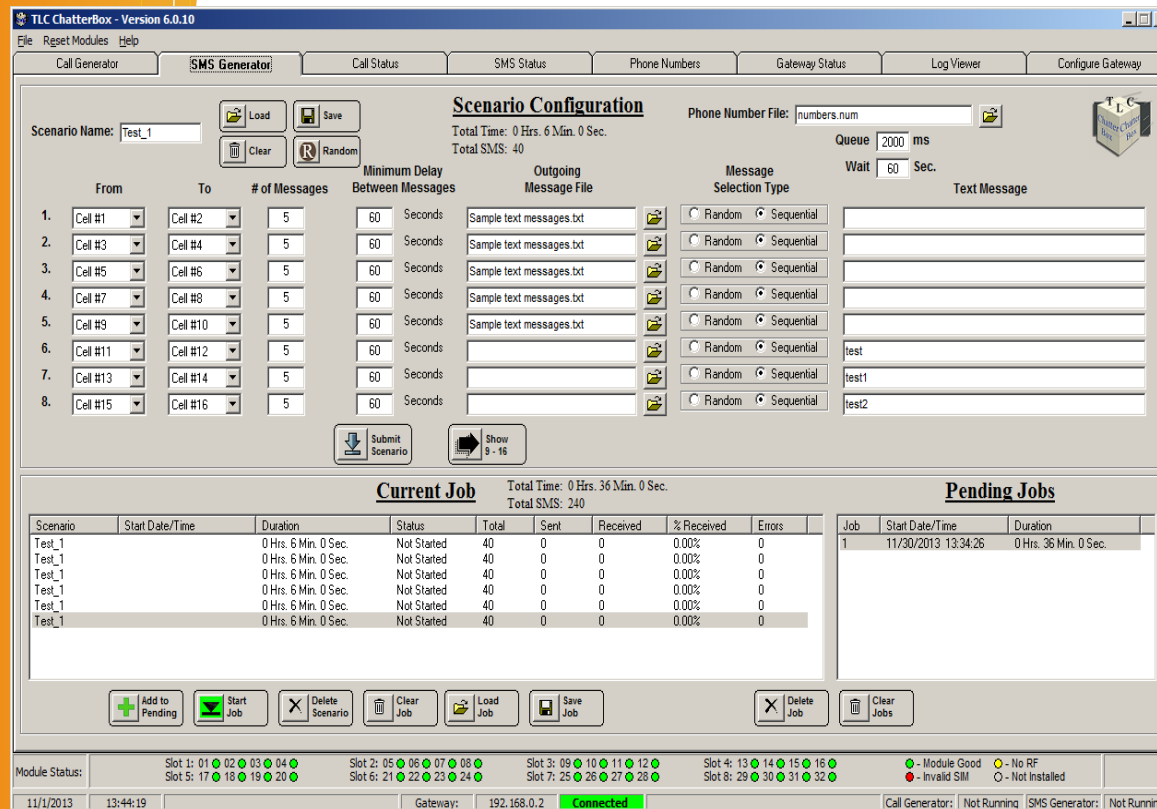 TLC ChatterBox - Version 6.0.10
File Reset Modules Help
Call Generator SMS Generator Call Status SMS Status Phone Numbers Gateway Status Log Viewer Configure Gateway
Scenario Configuration
Scenario Name: Test_1
Load Save
Clear Random
Total Time: 0 Hrs. 6 Min. 0 Sec.
Total SMS: 40
Phone Number File: numbers.num
Queue 2000 ms
Wait 60 Sec.
TLC
Chatter Box
Chatter Box
From To # of Messages Minimum Delay Between Messages Outgoing Message File Message Selection Type Text Message
1. Cell #1 Cell #2 5 60 Seconds Sample text messages.txt Random Sequential
2. Cell #3 Cell #4 5 60 Seconds Sample text messages.txt Random Sequential
3. Cell #5 Cell #6 5 60 Seconds Sample text messages.txt Random Sequential
4. Cell #7 Cell #8 5 60 Seconds Sample text messages.txt Random Sequential
5. Cell #9 Cell #10 5 60 Seconds Sample text messages.txt Random Sequential
6. Cell #11 Cell #12 5 60 Seconds Random Sequential test
7. Cell #13 Cell #14 5 60 Seconds Random Sequential test1
8. Cell #15 Cell #16 5 60 Seconds Random Sequential test2
Submit Scenario
Show 9 - 16
Current Job
Total Time: 0 Hrs. 36 Min. 0 Sec.
Total SMS: 240
Scenario Start Date/Time Duration Status Total Sent Received % Received Errors
Test_1 0 Hrs. 6 Min. 0 Sec. Not Started 40 0 0 0.00% 0
Test_1 0 Hrs. 6 Min. 0 Sec. Not Started 40 0 0 0.00% 0
Test_1 0 Hrs. 6 Min. 0 Sec. Not Started 40 0 0 0.00% 0
Test_1 0 Hrs. 6 Min. 0 Sec. Not Started 40 0 0 0.00% 0
Test_1 0 Hrs. 6 Min. 0 Sec. Not Started 40 0 0 0.00% 0
Test_1 0 Hrs. 6 Min. 0 Sec. Not Started 40 0 0 0.00% 0
Pending Jobs
Job Start Date/Time Duration
1 11/30/2013 13:34:26 0 Hrs. 36 Min. 0 Sec.
Add to Pending Start Job Delete Scenario Clear Job Load Job Save Job Delete Job Clear Jobs
Module Status:
Slot 1: 01 02 03 04 Slot 2: 05 06 07 08 Slot 3: 09 10 11 12 Slot 4: 13 14 15 16 - Module Good - No RF
Slot 5: 17 18 19 20 Slot 6: 21 22 23 24 Slot 7: 25 26 27 28 Slot 8: 29 30 31 32 - Invalid SIM - Not Installed
11/1/2013 13:44:19 Gateway: 192.168.0.2 Connected Call Generator: Not Running SMS Generator: Not Runnin